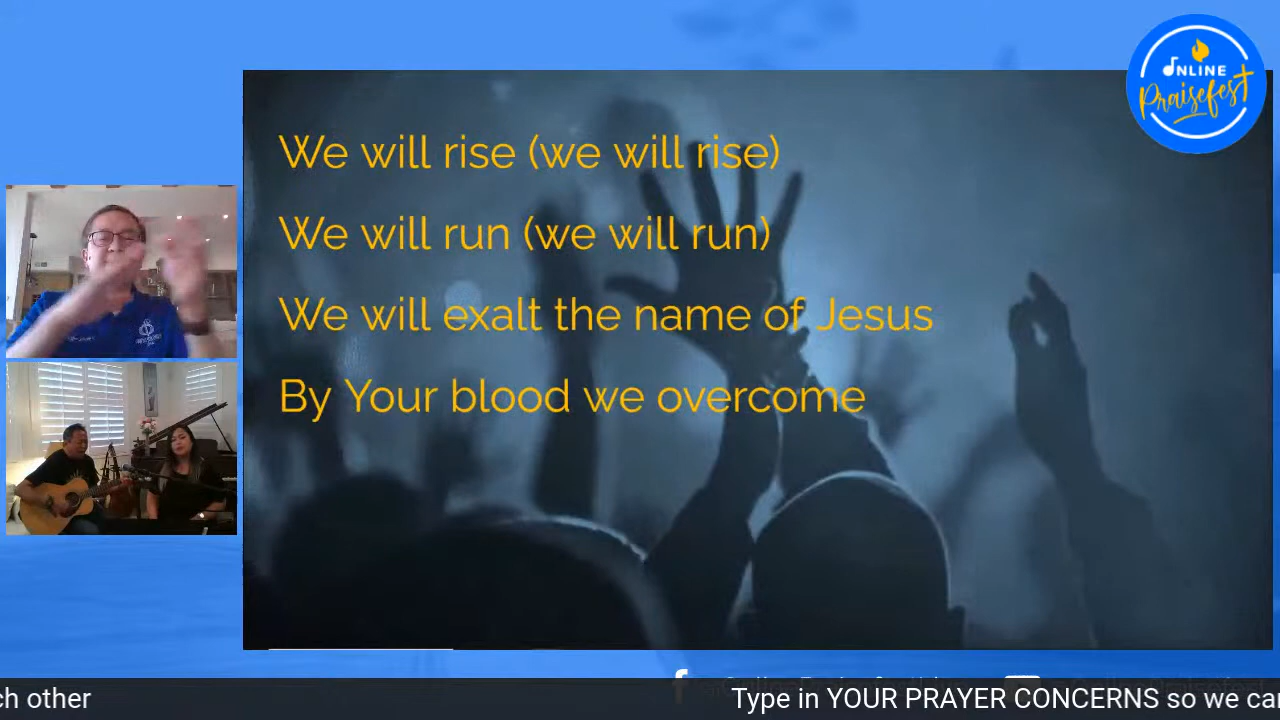 ONLINE
Praisefest
We will rise (we will rise)
We will run (we will run)
We will exalt the name of Jesus
By Your blood we overcome
ch other
Type in YOUR PRAYER CONCERNS so we can